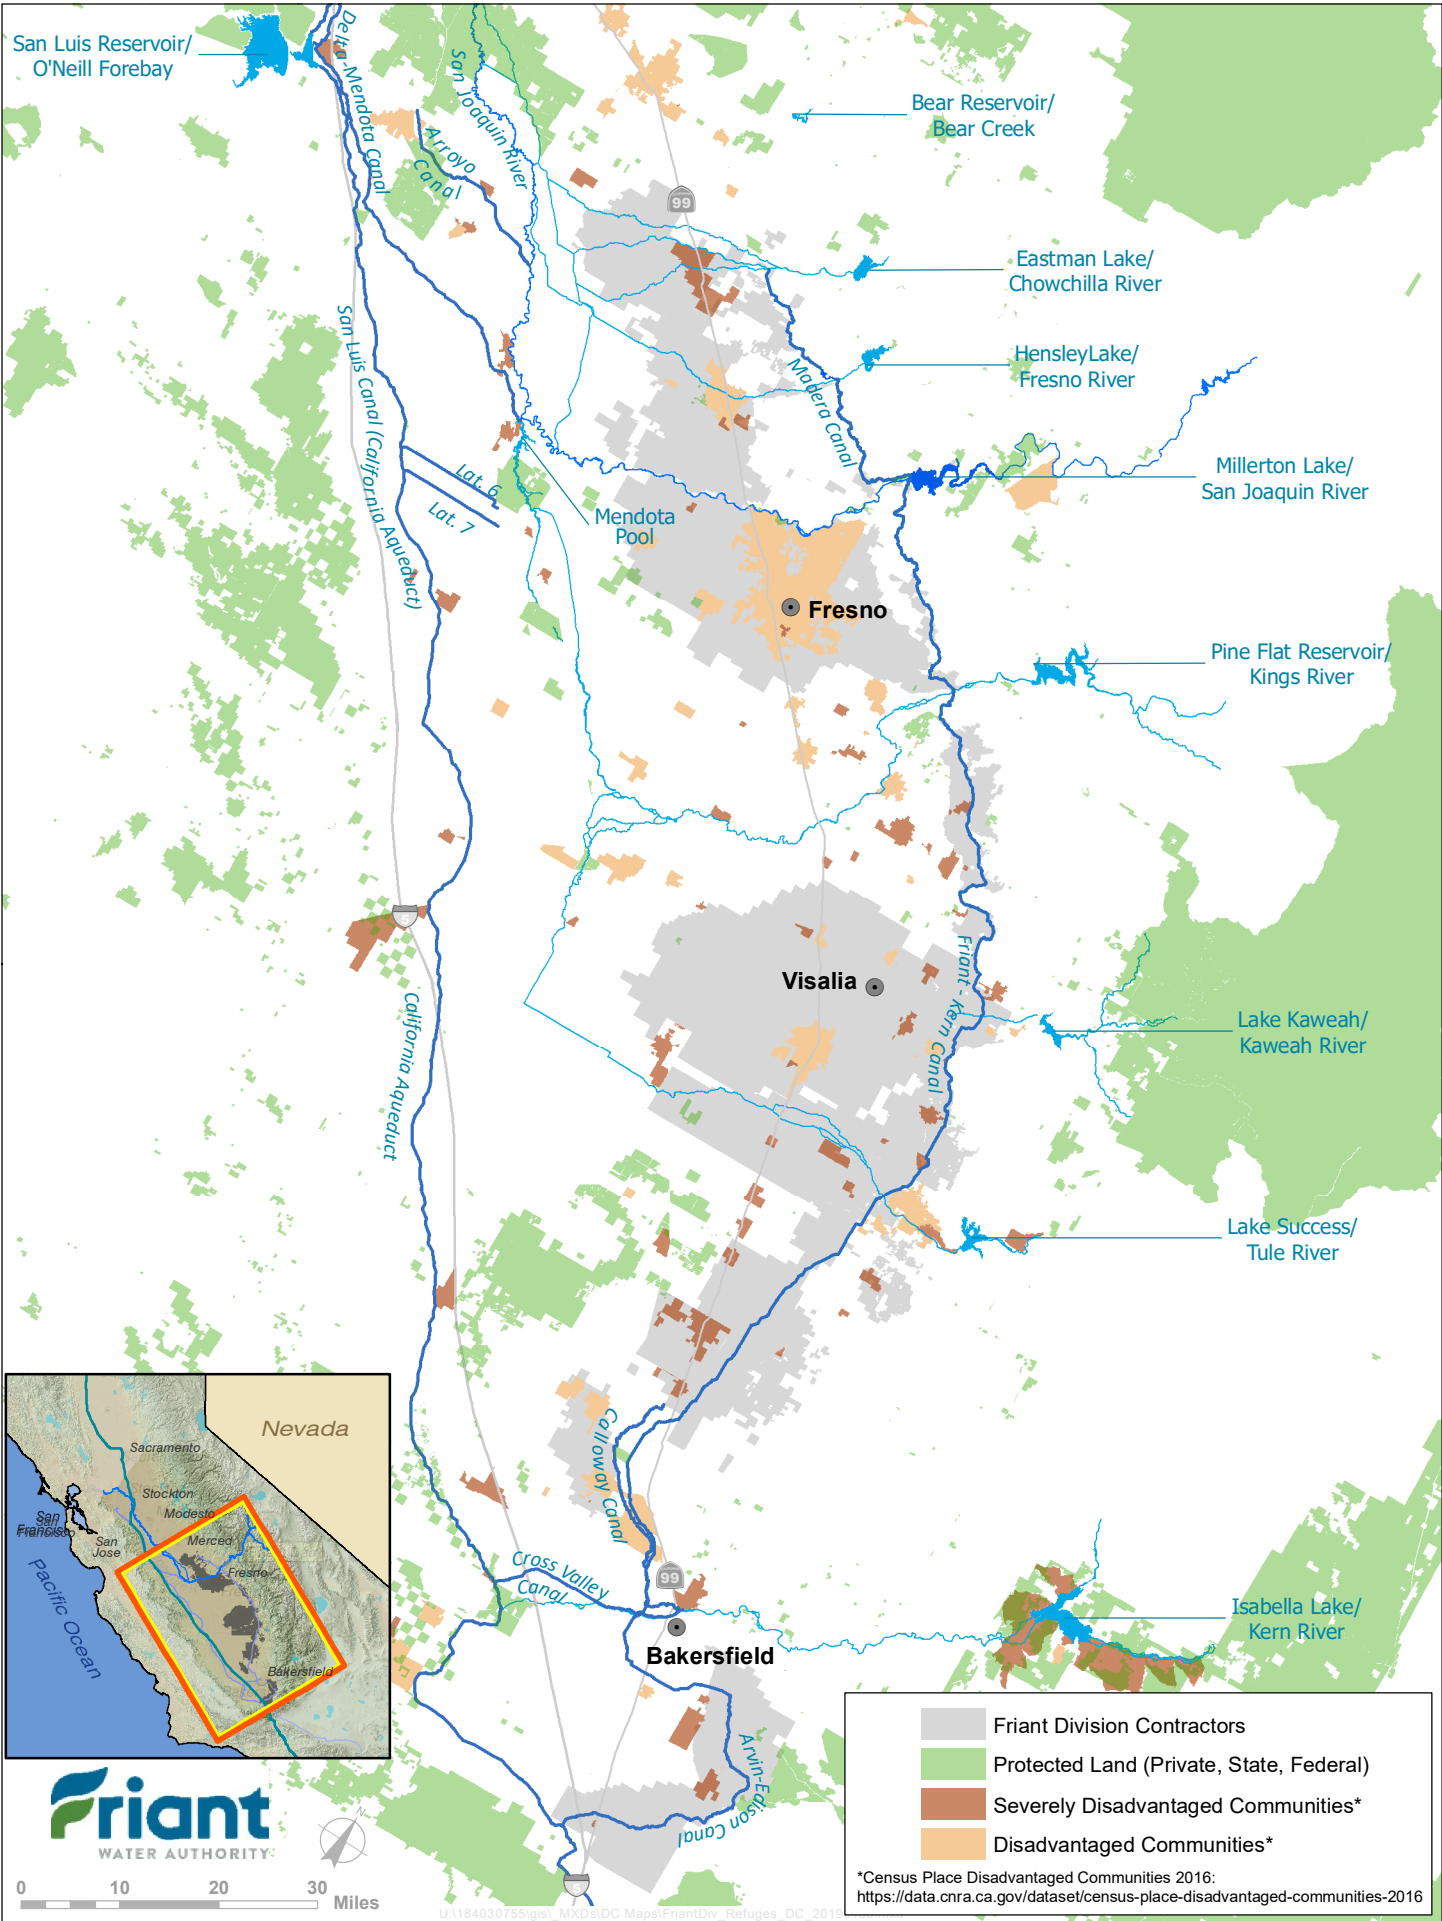 San Luis Reservoir/
O'Neill Forebay
Delta-Mendota Canal
San Joaquin River
Arroyo
Canal
Bear Reservoir/
Bear Creek
99
Eastman Lake/
Chowchilla River
HensleyLake/
Fresno River
Madera Canal
San Luis Canal (California Aqueduct)
Millerton Lake/
San Joaquin River
Lat. 6
Lat. 7
Mendota
Pool
Fresno
Pine Flat Reservoir/
Kings River
5
Visalia
Friant - Kern Canal
California Aqueduct
Lake Kaweah/
Kaweah River
Lake Success/
Tule River
Calloway Canal
Cross Valley
Canal
99
Bakersfield
Isabella Lake/
Kern River
Arvin-Edison Canal
5
Nevada
Sacramento
Stockton
Modesto
San
Francisco
San
Jose
Merced
Fresno
Pacific Ocean
Bakersfield
Friant
WATER AUTHORITY
N
0 10 20 30 Miles
Friant Division Contractors
Protected Land (Private, State, Federal)
Severely Disadvantaged Communities*
Disadvantaged Communities*
*Census Place Disadvantaged Communities 2016:
https://data.cnra.ca.gov/dataset/census-place-disadvantaged-communities-2016